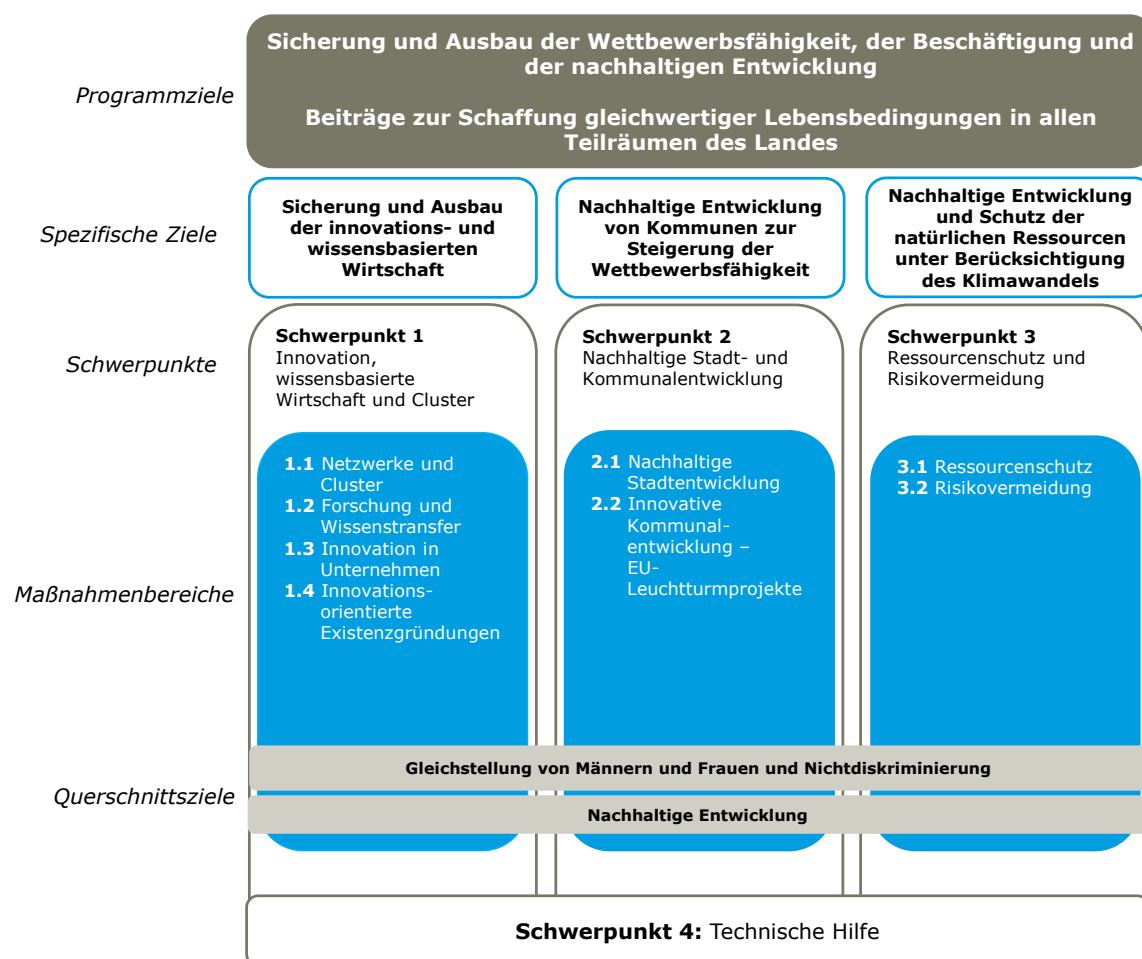 Programmziele
Sicherung und Ausbau der Wettbewerbsfähigkeit, der Beschäftigung und
der nachhaltigen Entwicklung
Beiträge zur Schaffung gleichwertiger Lebensbedingungen in allen
Teilräumen des Landes
Spezifische Ziele
Sicherung und Ausbau
der innovations- und
wissensbasierten
Wirtschaft
Nachhaltige Entwicklung
von Kommunen zur
Steigerung der
Wettbewerbsfähigkeit
Nachhaltige Entwicklung
und Schutz der
natürlichen Ressourcen
unter Berücksichtigung
des Klimawandels
Schwerpunkte
Schwerpunkt 1
Innovation,
wissensbasierte
Wirtschaft und Cluster
Schwerpunkt 2
Nachhaltige Stadt- und
Kommunalentwicklung
Schwerpunkt 3
Ressourcenschutz und
Risikovermeidung
Maßnahmenbereiche
1.1 Netzwerke und
Cluster
1.2 Forschung und
Wissenstransfer
1.3 Innovation in
Unternehmen
1.4 Innovations-
orientierte
Existenzgründungen
2.1 Nachhaltige
Stadtentwicklung
2.2 Innovative
Kommunal-
entwicklung –
EU-
Leuchtturmprojekte
3.1 Ressourcenschutz
3.2 Risikovermeidung
Querschnittsziele
Gleichstellung von Männern und Frauen und Nichtdiskriminierung
Nachhaltige Entwicklung
Schwerpunkt 4: Technische Hilfe